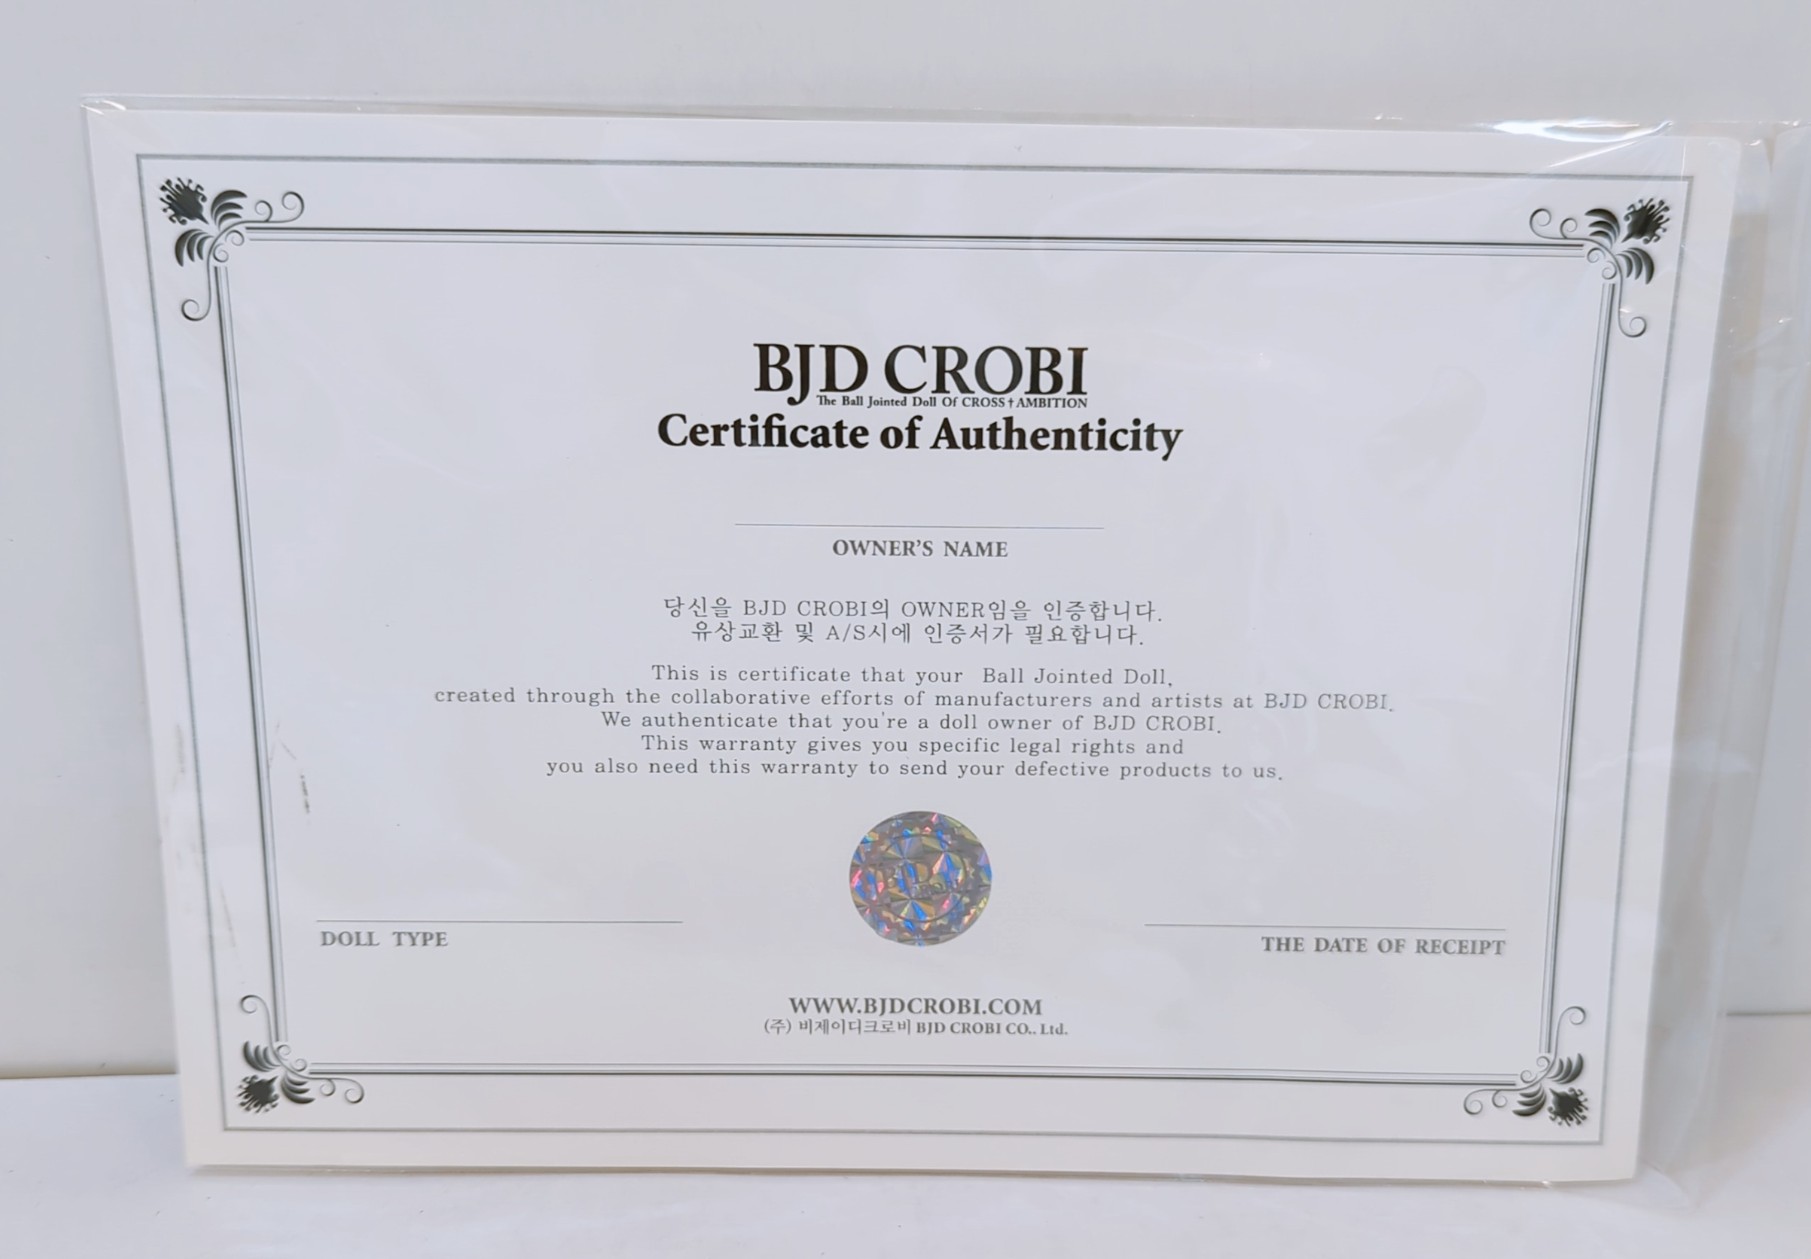 BJD CROBI
The Ball Jointed Doll Of CROSS✝AMBITION
Certificate of Authenticity
OWNER'S NAME
당신을 BJD CROBI의 OWNER임을 인증합니다.
유상교환 및 A/S시에 인증서가 필요합니다.
This is certificate that your Ball Jointed Doll,
created through the collaborative efforts of manufacturers and artists at BJD CROBI.
We authenticate that you're a doll owner of BJD CROBI.
This warranty gives you specific legal rights and
you also need this warranty to send your defective products to us.
BJD
CROBI
DOLL TYPE
THE DATE OF RECEIPT
WWW.BJDCROBI.COM
(주) 비제이디크로비 BJD CROBI CO.. Ltd.